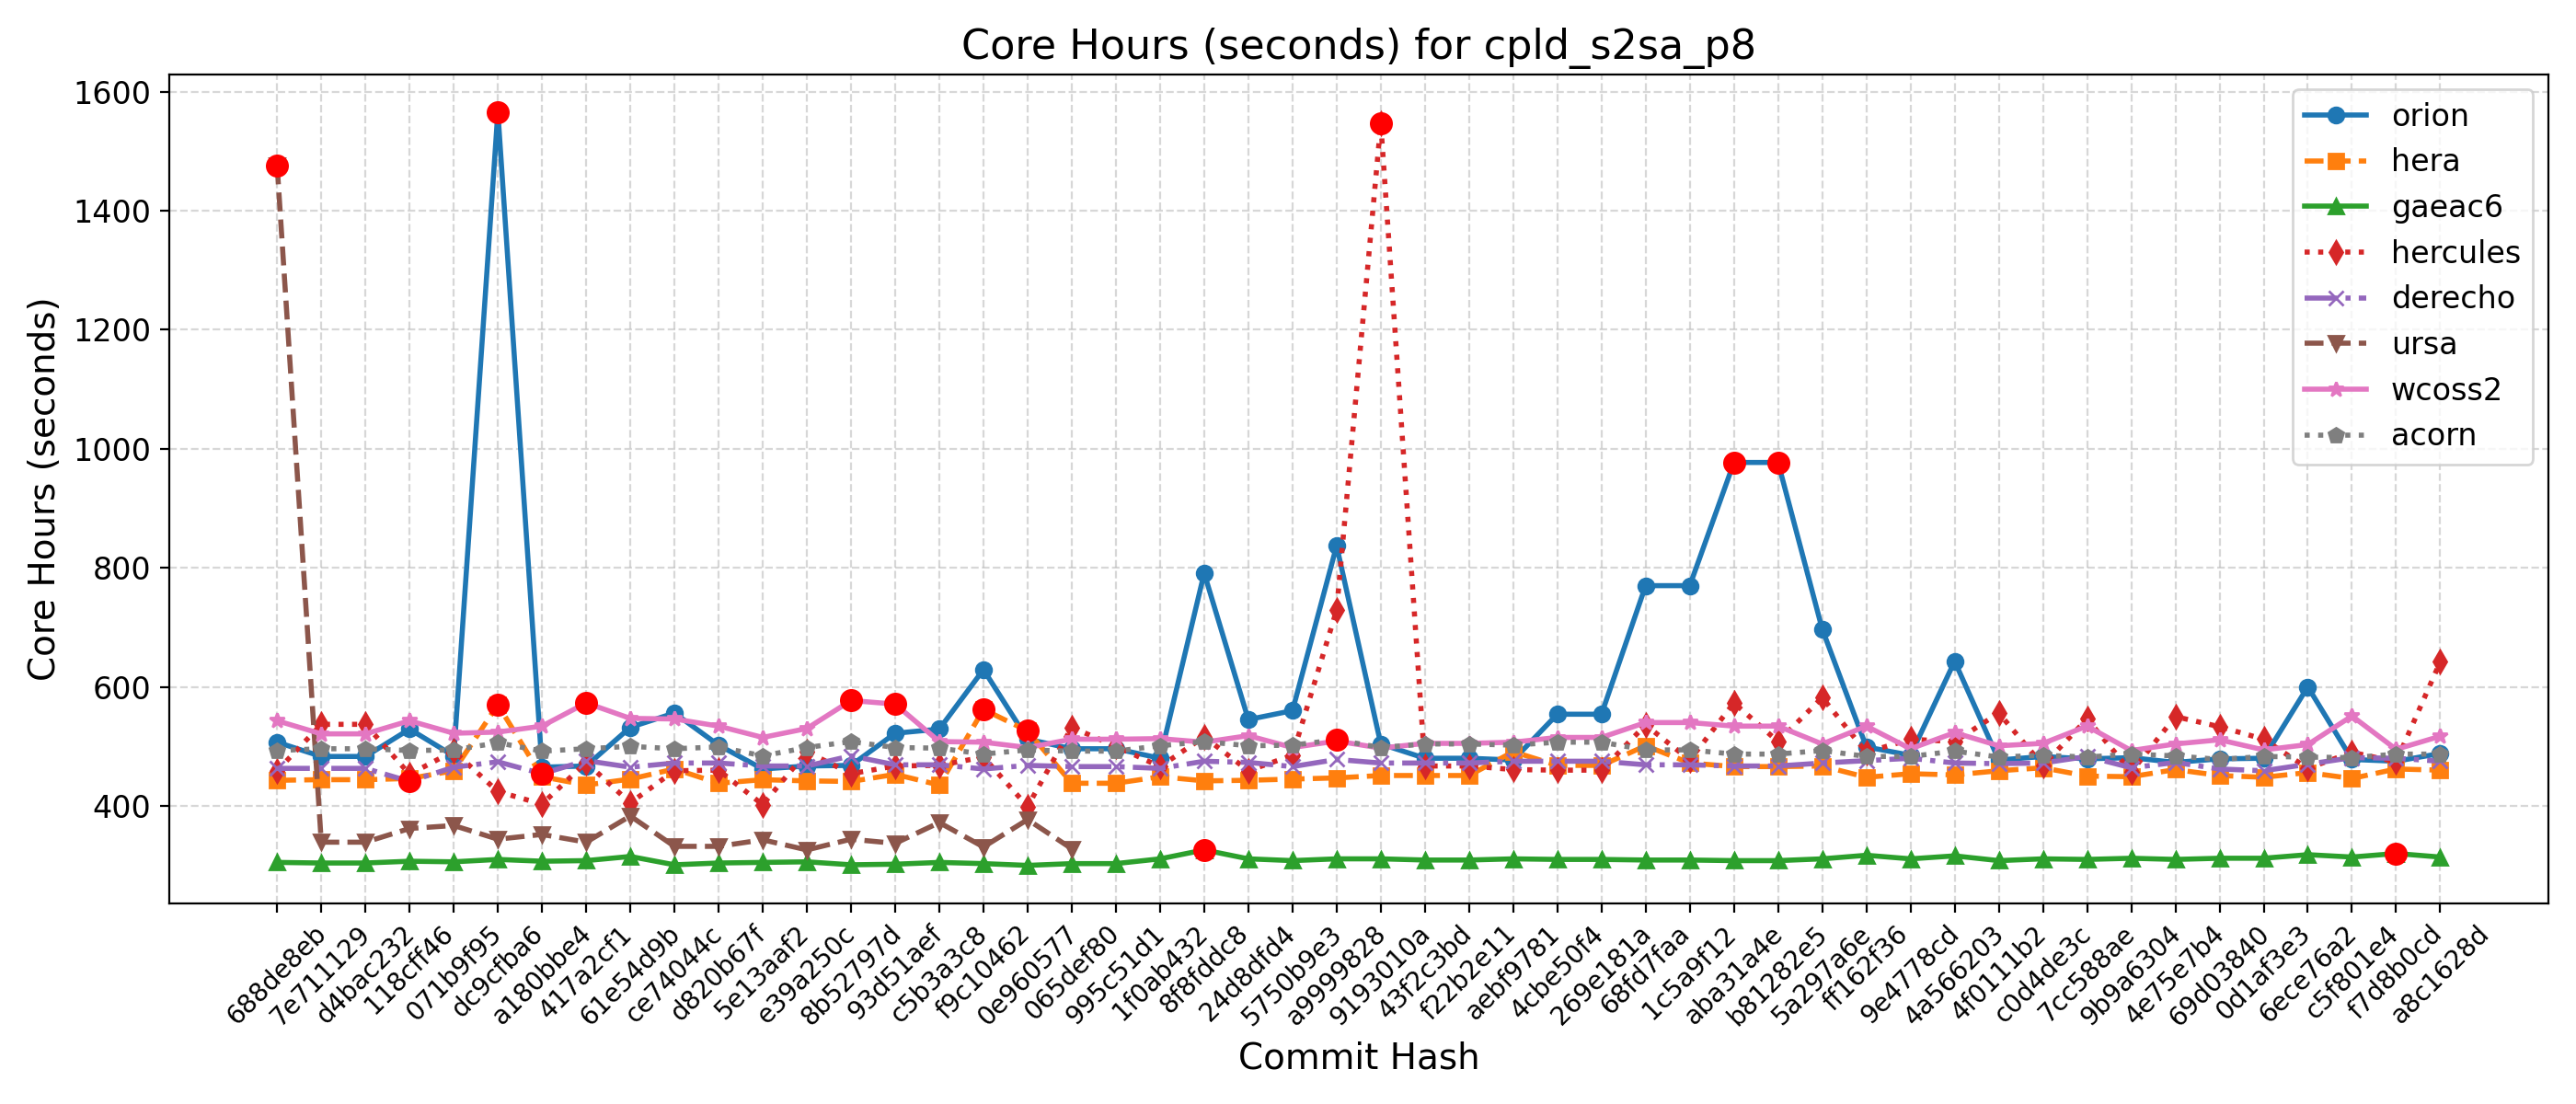 Core Hours (seconds) for cpld_s2sa_p8
Core Hours (seconds)
1600
1400
1200
1000
800
600
400
orion
hera
gaeac6
hercules
derecho
ursa
wcoss2
acorn
688de8eb
7e711129
d4bac232
118cff46
071b9f95
dc9cfba6
a180bbe4
417a2cf1
61e54d9b
ce74044c
d820b67f
5e13aaf2
e39a250c
8b52797d
93d51aef
c5b3a3c8
f9c10462
0e960577
065def80
995c51d1
1f0ab432
8f8fddc8
24d8dfd4
5750b9e3
a9999828
9193010a
43f2c3bd
f22b2e11
aebf9781
4cbe50f4
269e181a
68fd7faa
1c5a9f12
aba31a4e
b81282e5
5a297a6e
ff162f36
9e4778cd
4a566203
4f0111b2
c0d4de3c
7cc588ae
9b9a6304
4e75e7b4
69d03840
0d1af3e3
6ece76a2
c5f801e4
f7d8b0cd
a8c1628d
Commit Hash